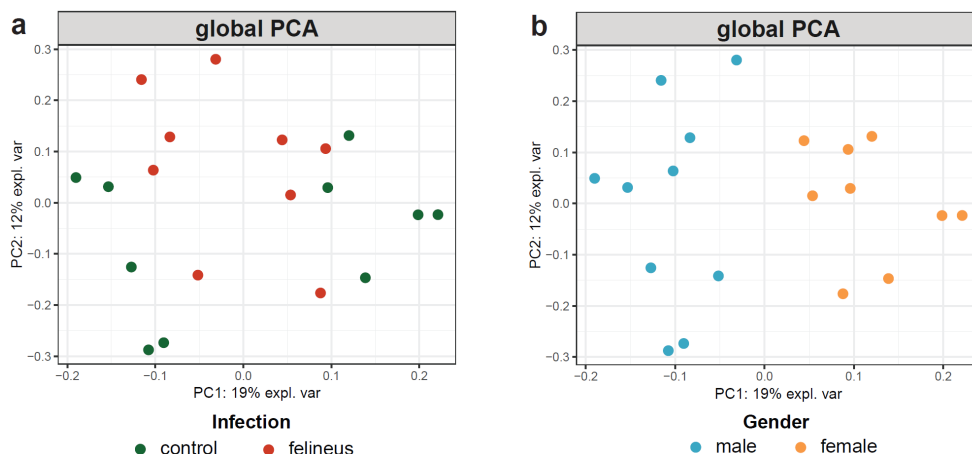 a
global PCA
0.3
0.2
0.1
0.0
−0.1
−0.2
−0.3
PC2: 12% expl. var
−0.2
−0.1
0.0
0.1
0.2
PC1: 19% expl. var
Infection
control
felineus
b
global PCA
0.3
0.2
0.1
0.0
−0.1
−0.2
−0.3
PC2: 12% expl. var
−0.2
−0.1
0.0
0.1
0.2
PC1: 19% expl. var
Gender
male
female